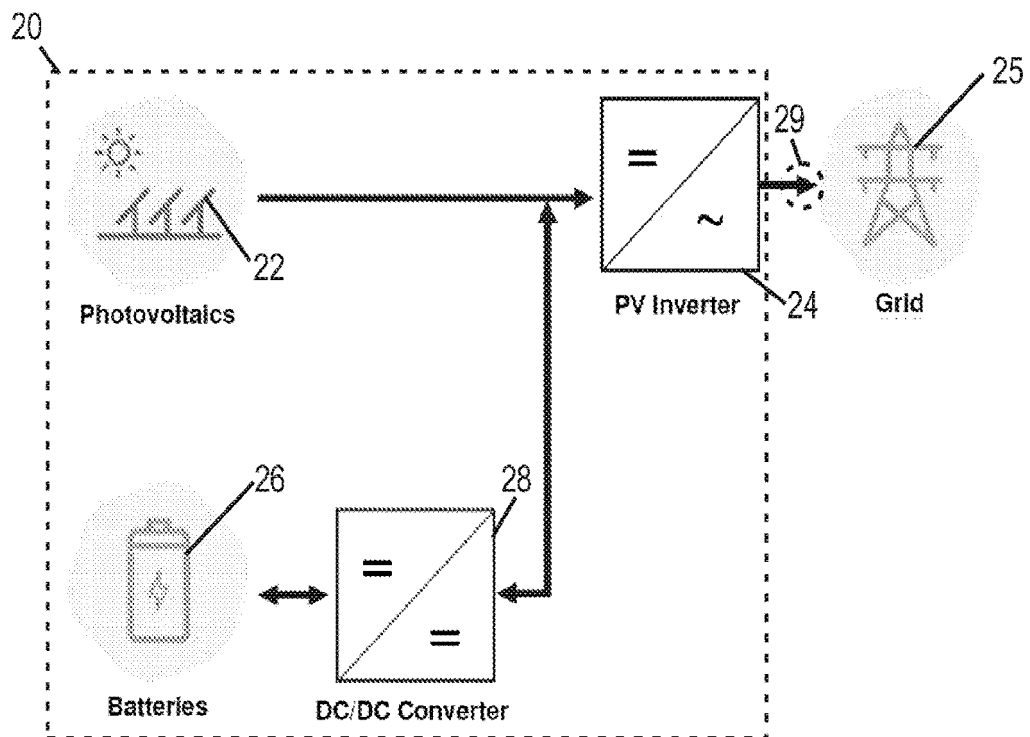 20
25
29
=
~
22
24
Photovoltaics
PV Inverter
Grid
26
28
=
=
Batteries
DC/DC Converter